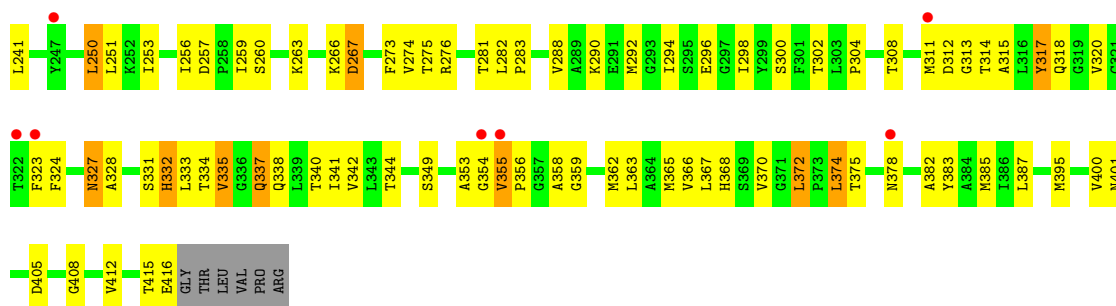 L241 Y247 L250 L251 K252 I253 I256 D257 P258 I259 S260 K263 K266 D267 F273 V274 T275 R276 T281 L282 P283 V288 A289 K290 E291 M292 G293 I294 S295 E296 G297 I298 Y299 S300 F301 T302 L303 P304 T308 M311 D312 G313 T314 A315 L316 Y317 Q318 G319 V320 G321
T322 F323 F324 N327 A328 S331 H332 L333 T334 V335 G336 Q337 Q338 L339 T340 I341 V342 L343 T344 S349 A353 G354 V355 P356 G357 A358 G359 M362 L363 A364 M365 V366 L367 H368 S369 V370 G371 L372 P373 L374 T375 N378 A382 Y383 A384 M385 I386 L387 M395 V400 N401
D405 G408 V412 T415 E416 GLY THR LEU VAL PRO ARG